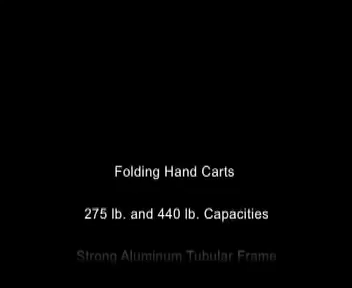 Folding Hand Carts
275 lb. and 440 lb. Capacities
Strong Aluminum Tubular Frame